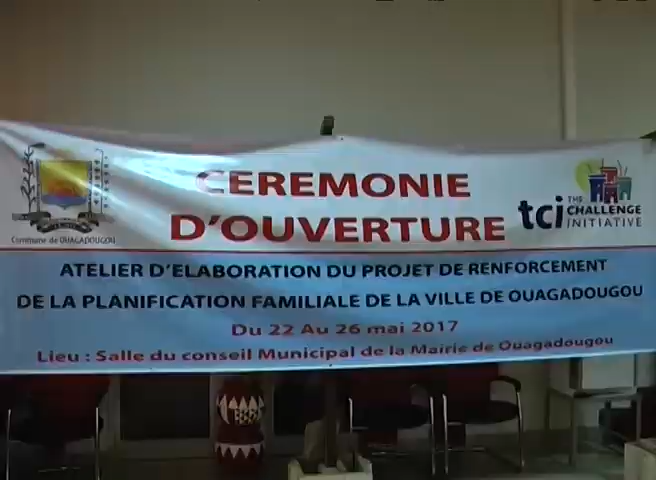 CEREMONIE
D'OUVERTURE
Commune de OUAGADOUGOU
tci THE CHALLENGE INITIATIVE
ATELIER D'ELABORATION DU PROJET DE RENFORCEMENT
DE LA PLANIFICATION FAMILIALE DE LA VILLE DE OUAGADOUGOU
Du 22 Au 26 mai 2017
Lieu : Salle du conseil Municipal de la Mairie de Ouagadougou